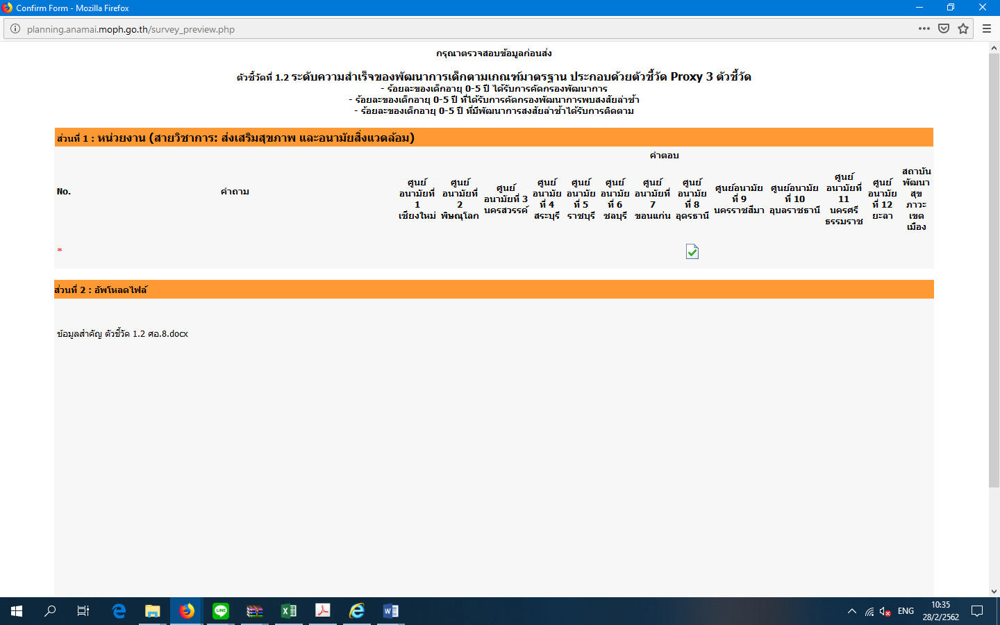 Confirm Form - Mozilla Firefox
planning.anamai.moph.go.th/survey_preview.php
กรุณาตรวจสอบข้อมูลก่อนส่ง
ตัวชี้วัดที่ 1.2 ระดับความสำเร็จของพัฒนาการเด็กตามเกณฑ์มาตรฐาน ประกอบด้วยตัวชี้วัด Proxy 3 ตัวชี้วัด
- ร้อยละของเด็กอายุ 0-5 ปี ได้รับการคัดกรองพัฒนาการ
- ร้อยละของเด็กอายุ 0-5 ปี ที่ได้รับการคัดกรองพัฒนาการพบสงสัยล่าช้า
- ร้อยละของเด็กอายุ 0-5 ปี ที่มีพัฒนาการสงสัยล่าช้าได้รับการติดตาม
ส่วนที่ 1 : หน่วยงาน (สายวิชาการ: ส่งเสริมสุขภาพ และอนามัยสิ่งแวดล้อม)
คำตอบ
No.
คำถาม
ศูนย์
อนามัยที่
1
เชียงใหม่
ศูนย์
อนามัยที่
2
พิษณุโลก
ศูนย์
อนามัยที่ 3
นครสวรรค์
ศูนย์
อนามัย
ที่ 4
สระบุรี
ศูนย์
อนามัย
ที่ 5
ราชบุรี
ศูนย์
อนามัย
ที่ 6
ชลบุรี
ศูนย์
อนามัยที่
7
ขอนแก่น
ศูนย์
อนามัย
ที่ 8
อุดรธานี
ศูนย์อนามัย
ที่ 9
นครราชสีมา
ศูนย์อนามัย
ที่ 10
อุบลราชธานี
ศูนย์
อนามัยที่
11
นครศรี
ธรรมราช
ศูนย์
อนามัย
ที่ 12
ยะลา
สถาบัน
พัฒนา
สุข
ภาวะ
เขต
เมือง
*
ส่วนที่ 2 : อัพโหลดไฟล์
ข้อมูลสำคัญ ตัวชี้วัด 1.2 ศอ.8.docx
LINE
ENG
10:35
28/2/2562